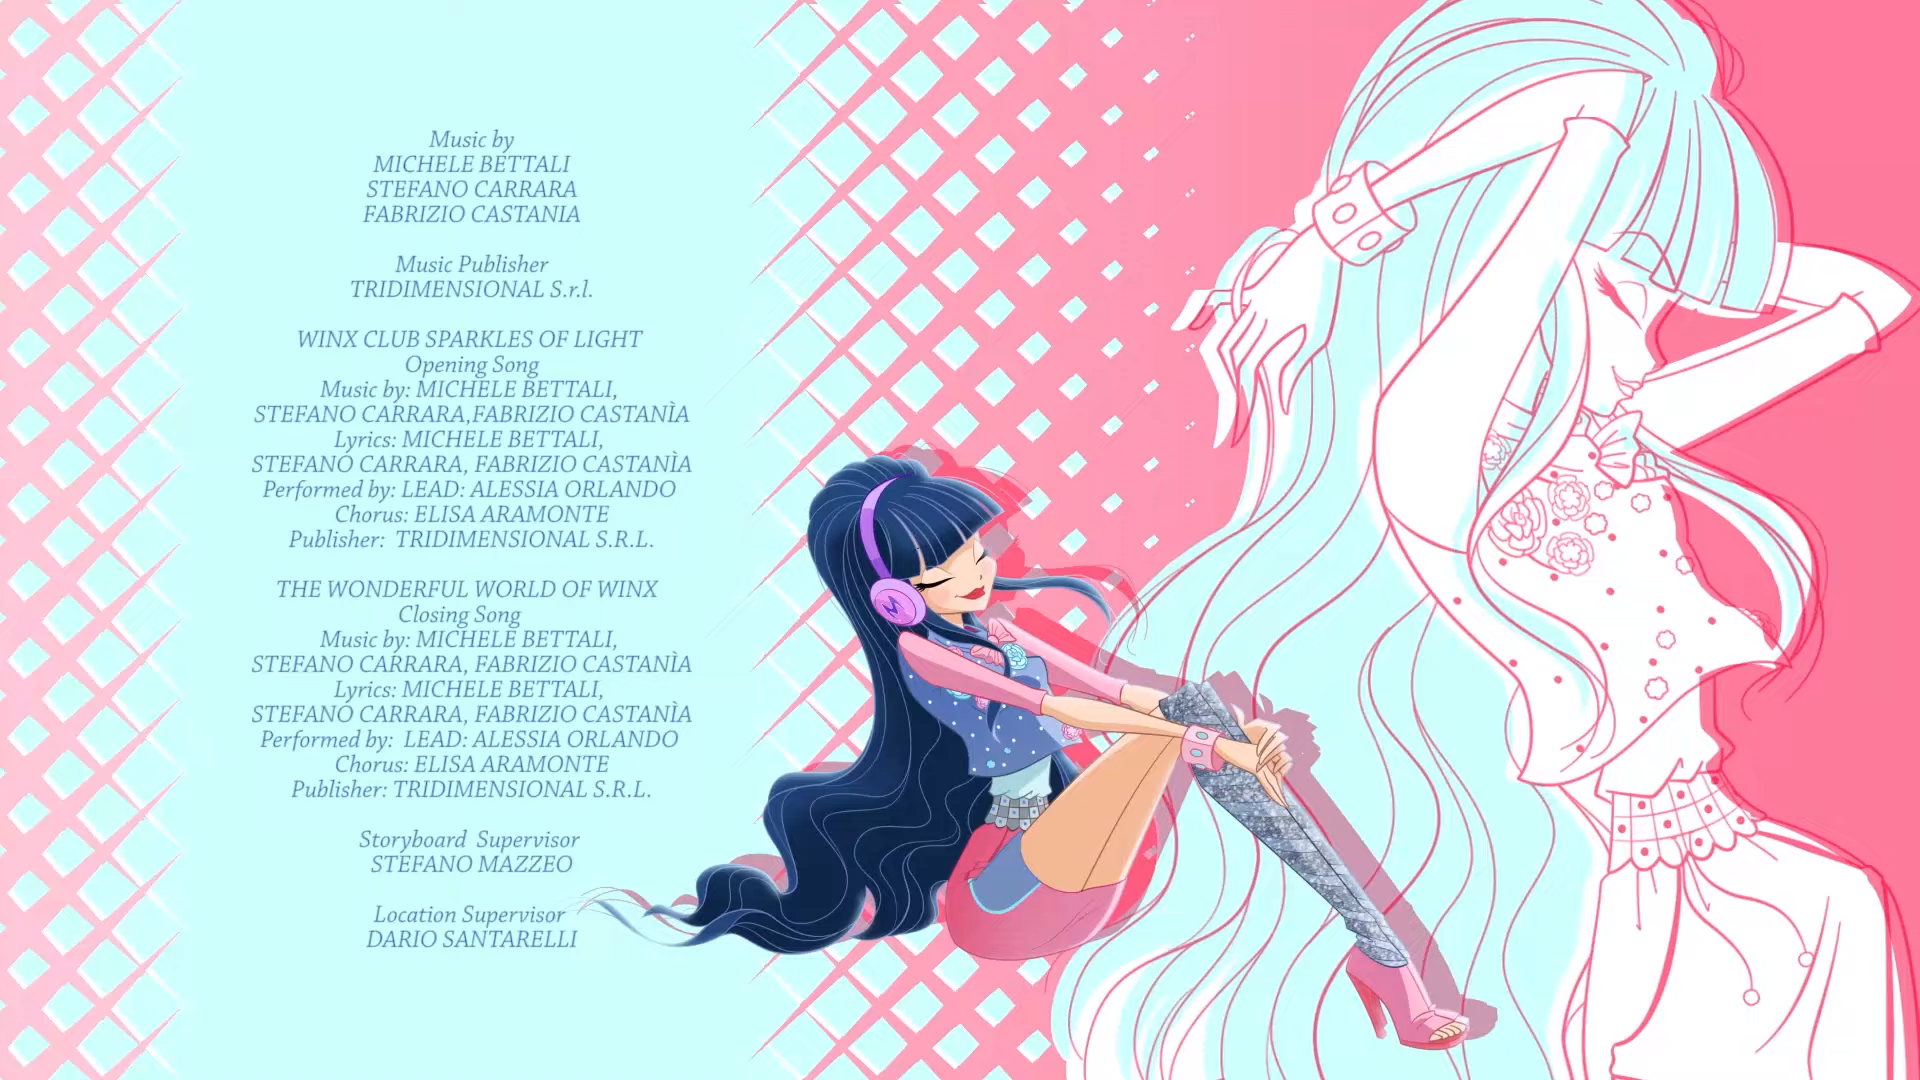 Music by
MICHELE BETTALI
STEFANO CARRARA
FABRIZIO CASTANIA
Music Publisher
TRIDIMENSIONAL S.r.l.
WINX CLUB SPARKLES OF LIGHT
Opening Song
Music by: MICHELE BETTALI,
STEFANO CARRARA,FABRIZIO CASTANÌA
Lyrics: MICHELE BETTALI,
STEFANO CARRARA, FABRIZIO CASTANÌA
Performed by: LEAD: ALESSIA ORLANDO
Chorus: ELISA ARAMONTE
Publisher:  TRIDIMENSIONAL S.R.L.
THE WONDERFUL WORLD OF WINX
Closing Song
Music by: MICHELE BETTALI,
STEFANO CARRARA, FABRIZIO CASTANÌA
Lyrics: MICHELE BETTALI,
STEFANO CARRARA, FABRIZIO CASTANÌA
Performed by:  LEAD: ALESSIA ORLANDO
Chorus: ELISA ARAMONTE
Publisher: TRIDIMENSIONAL S.R.L.
Storyboard  Supervisor
STEFANO MAZZEO
Location Supervisor
DARIO SANTARELLI
M